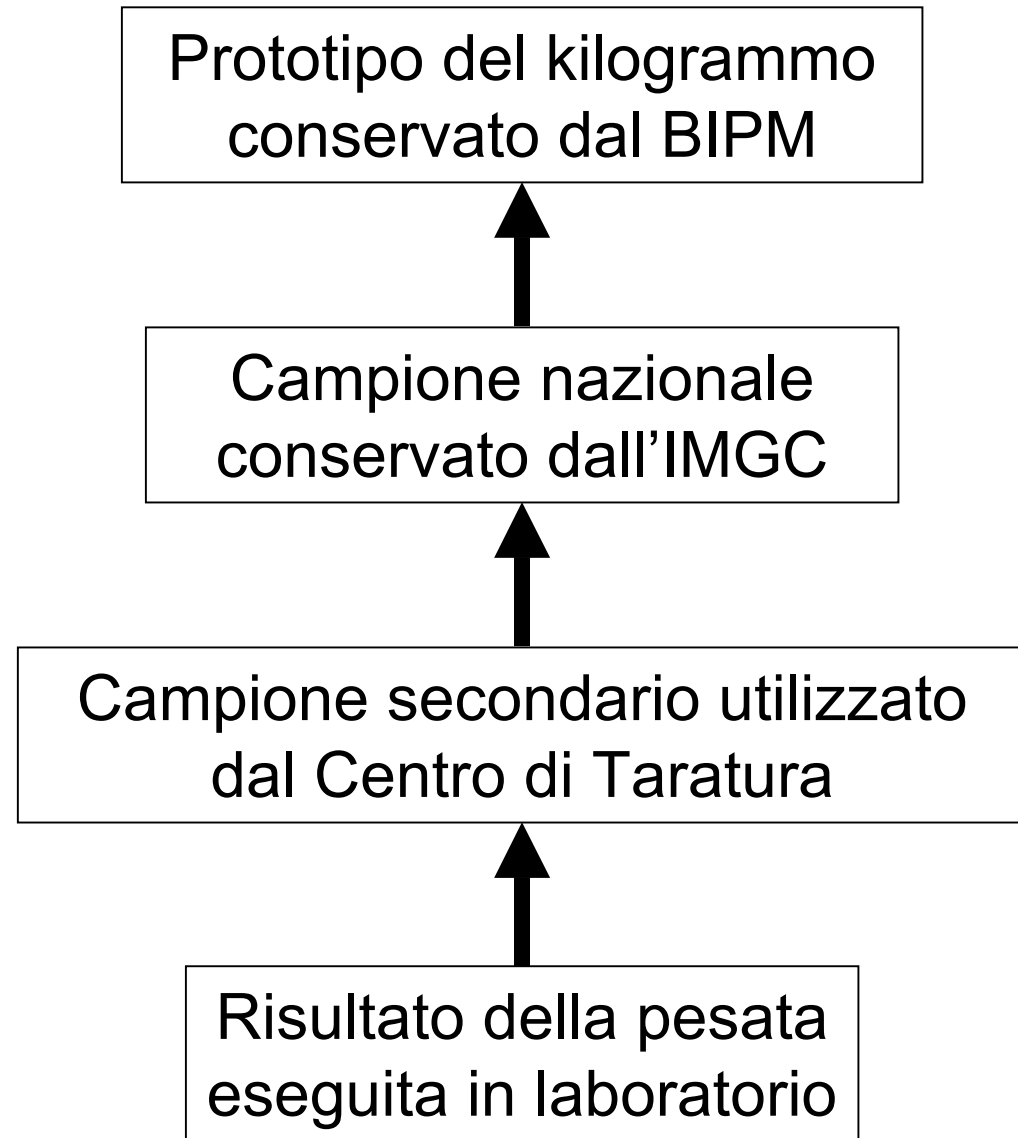 Prototipo del kilogrammo
conservato dal BIPM
Campione nazionale
conservato dall’IMGC
Campione secondario utilizzato
dal Centro di Taratura
Risultato della pesata
eseguita in laboratorio